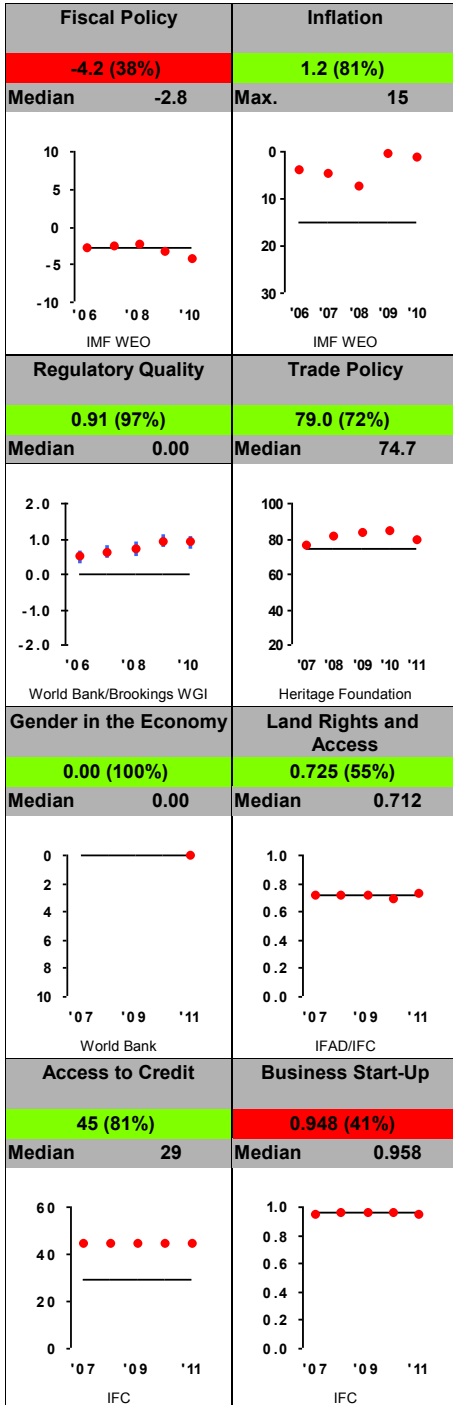 Fiscal Policy
-4.2 (38%)
Median -2.8
10
5
0
-5
-10
'06 '08 '10
IMF WEO
Inflation
1.2 (81%)
Max. 15
0
10
20
30
'06 '07 '08 '09 '10
IMF WEO
Regulatory Quality
0.91 (97%)
Median 0.00
2.0
1.0
0.0
-1.0
-2.0
'06 '08 '10
World Bank/Brookings WGI
Trade Policy
79.0 (72%)
Median 74.7
100
80
60
40
20
'07 '08 '09 '10 '11
Heritage Foundation
Gender in the Economy
0.00 (100%)
Median 0.00
0
2
4
6
8
10
'07 '09 '11
World Bank
Land Rights and
Access
0.725 (55%)
Median 0.712
1.0
0.8
0.6
0.4
0.2
0.0
'07 '09 '11
IFAD/IFC
Access to Credit
45 (81%)
Median 29
60
40
20
0
'07 '09 '11
IFC
Business Start-Up
0.948 (41%)
Median 0.958
1.0
0.8
0.6
0.4
0.2
0.0
'07 '09 '11
IFC